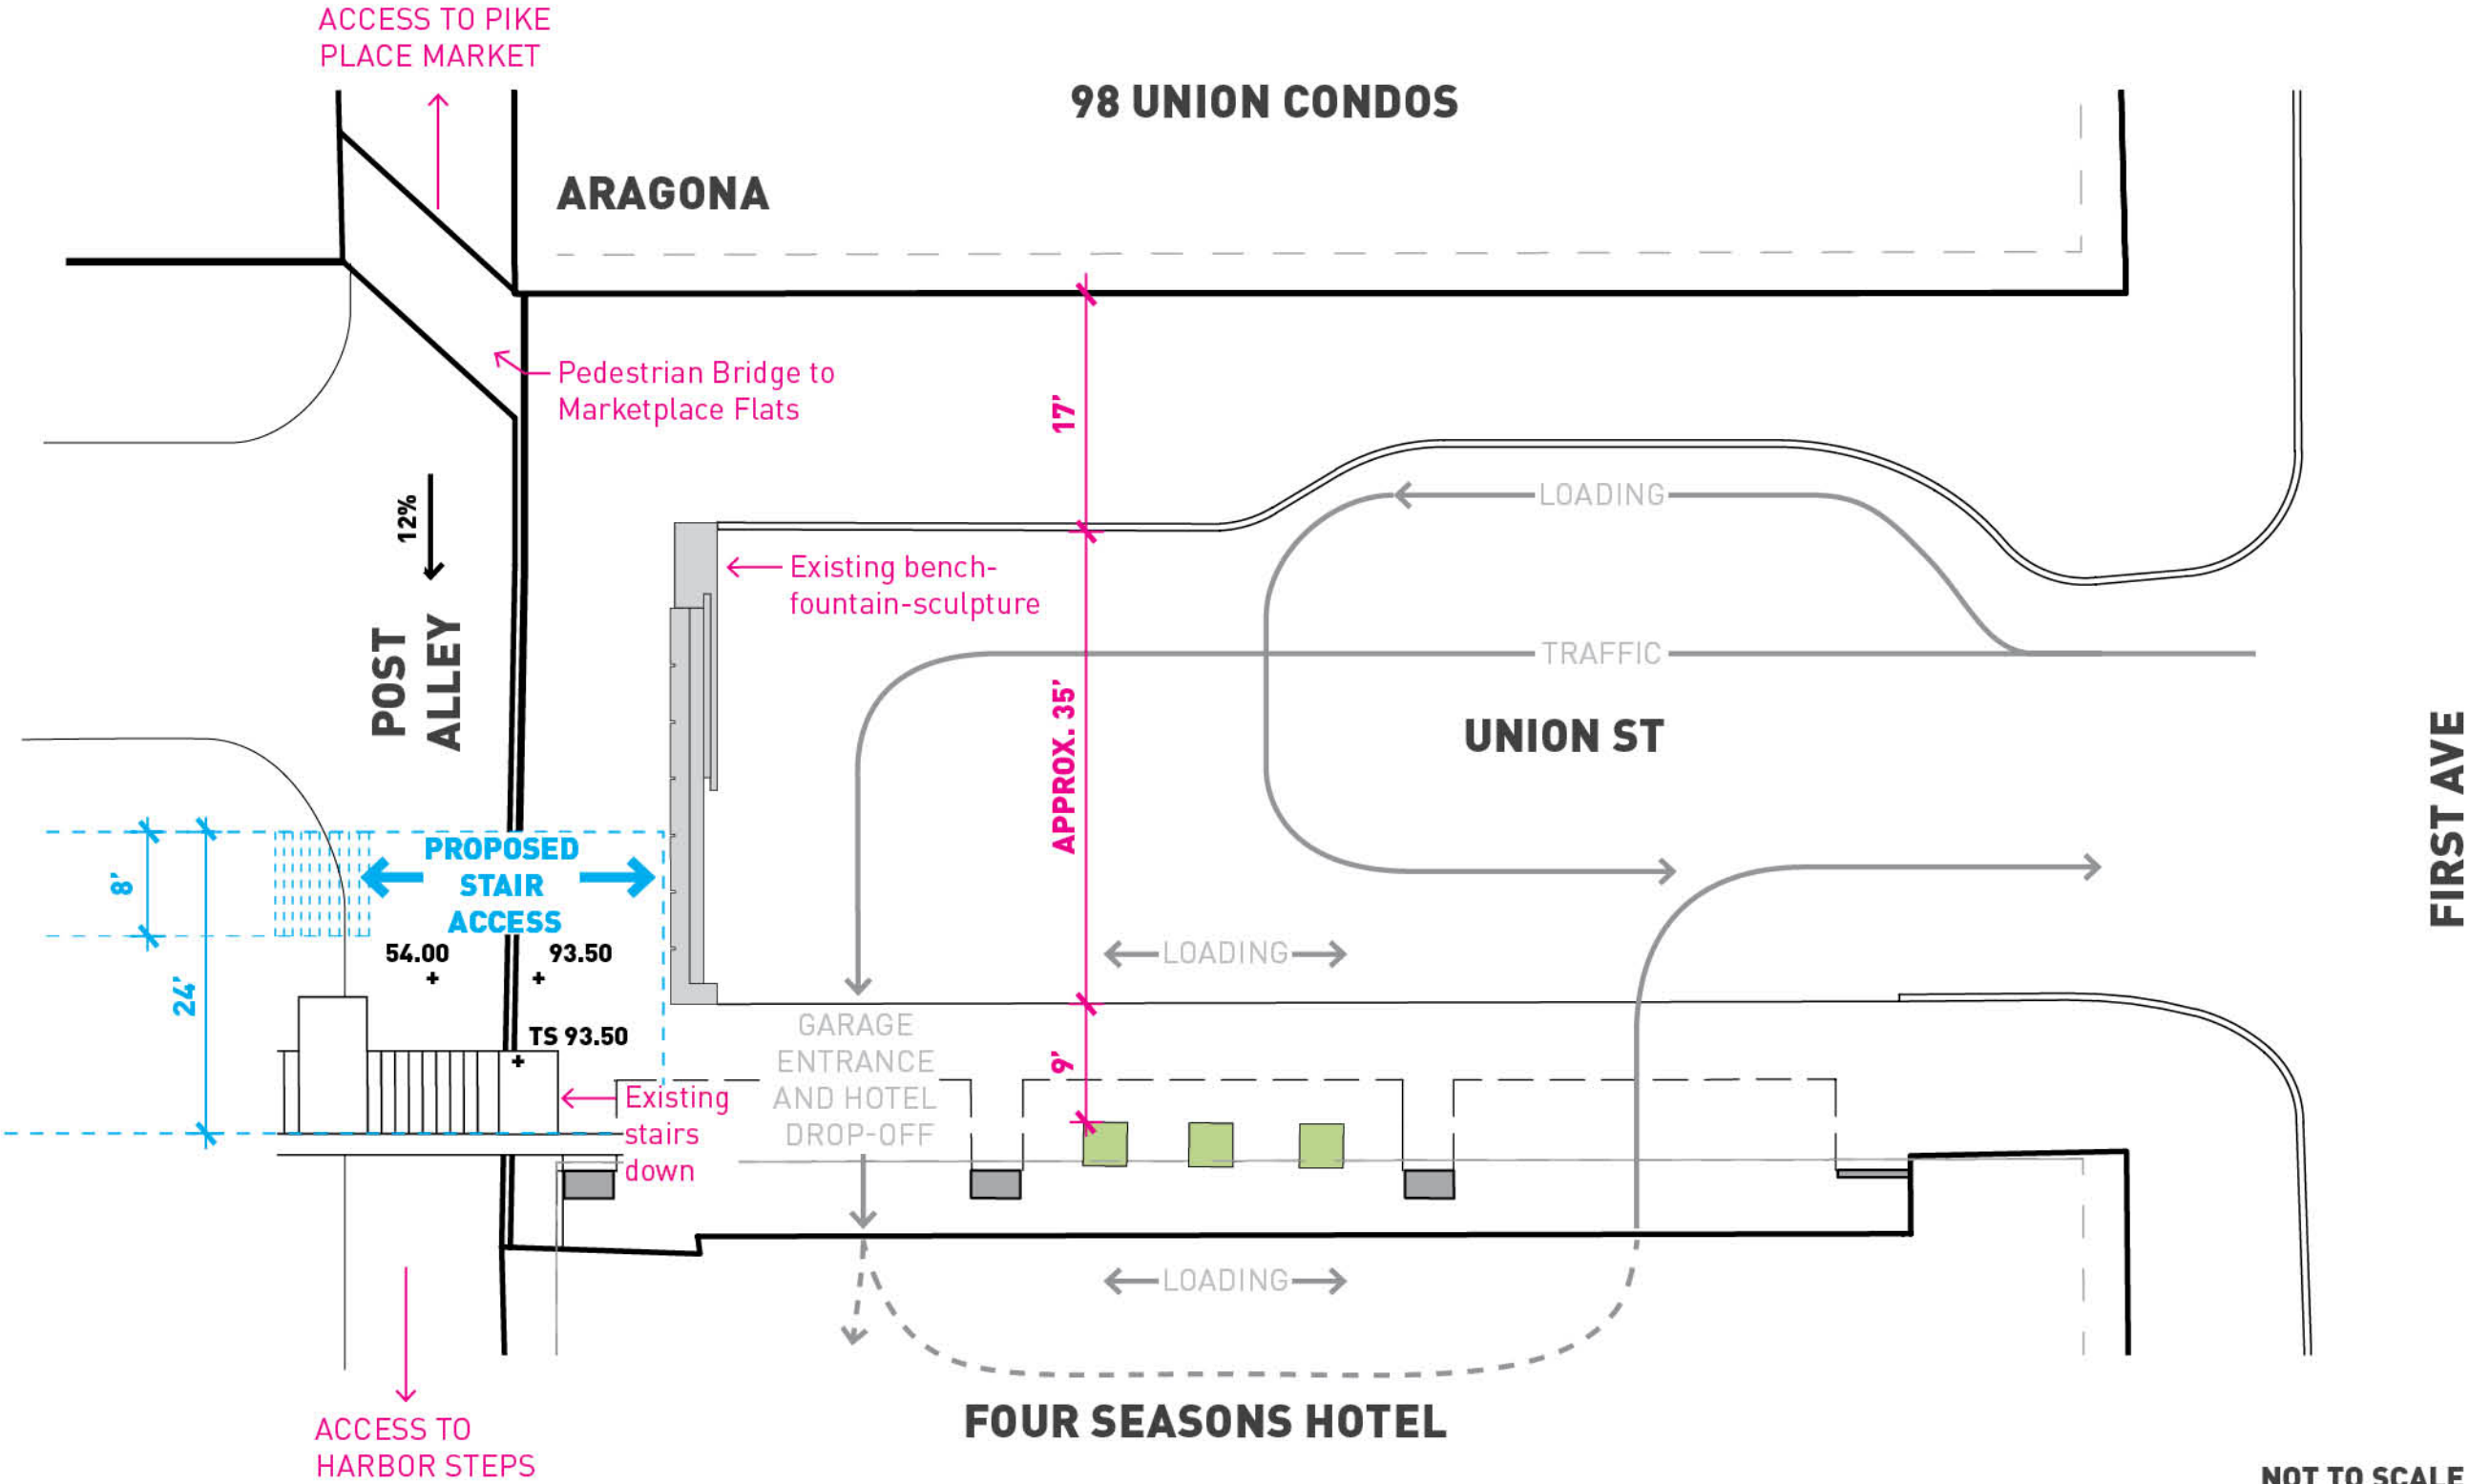 ACCESS TO PIKE
PLACE MARKET
98 UNION CONDOS
ARAGONA
Pedestrian Bridge to
Marketplace Flats
17’
12%
LOADING
Existing bench-
fountain-sculpture
POST
ALLEY
TRAFFIC
APPROX. 35’
UNION ST
FIRST AVE
PROPOSED
STAIR
ACCESS
8’
24’
54.00
+
93.50
+
LOADING
TS 93.50
+
GARAGE
ENTRANCE
AND HOTEL
DROP-OFF
9’
Existing
stairs
down
LOADING
FOUR SEASONS HOTEL
ACCESS TO
HARBOR STEPS
NOT TO SCALE